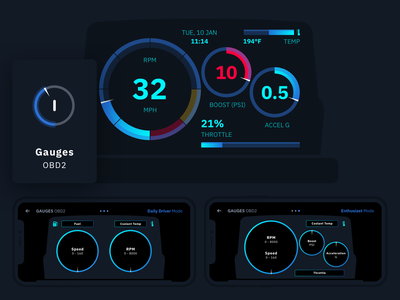 TUE, 10 JAN
11:14
194°F
TEMP
RPM
32
MPH
10
BOOST (PSI)
0.5
ACCEL G
21%
THROTTLE
Gauges
OBD2
GAUGES OBD2
Daily Driver Mode
Fuel
Coolant Temp
Speed
0 - 160
RPM
0 - 8000
GAUGES OBD2
Enthusiast Mode
Coolant Temp
RPM
0 - 8000
Speed
0 - 160
Boost
Acceleration
Throttle